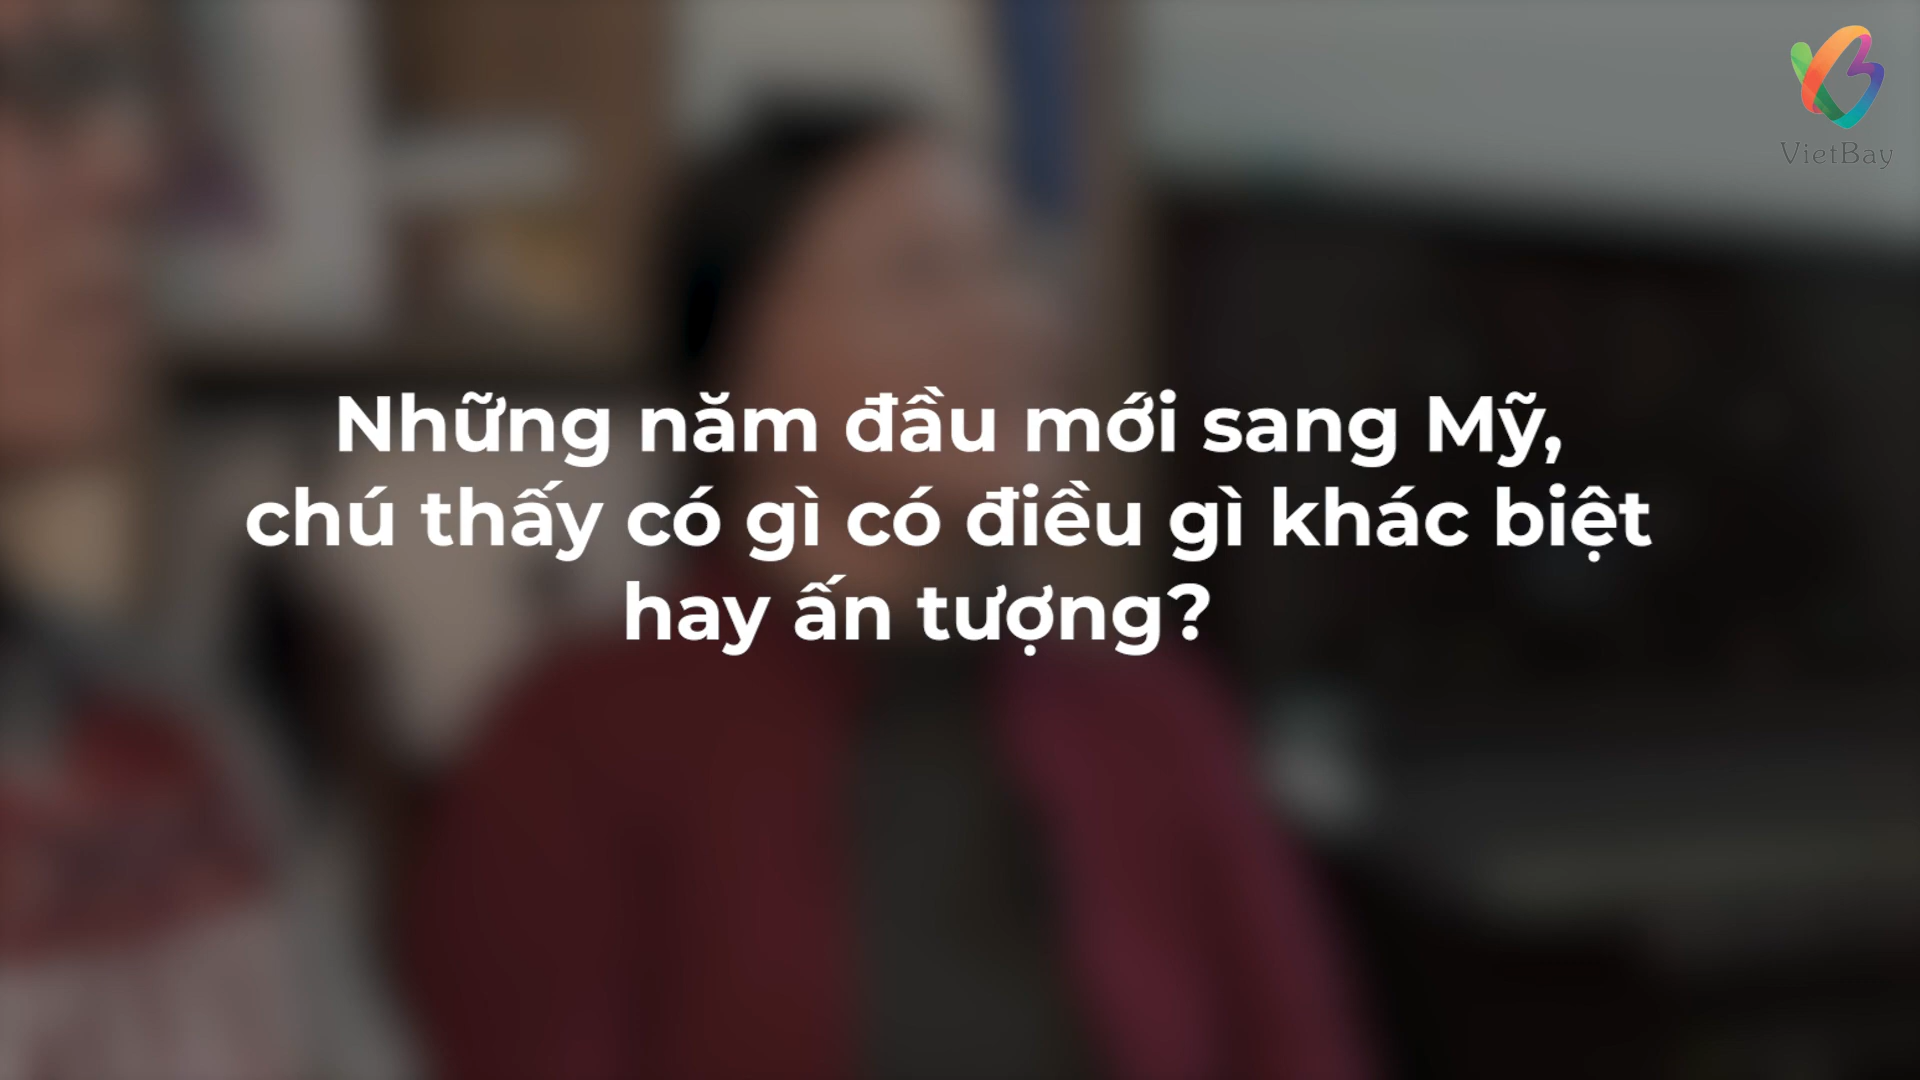 VietBay
Những năm đầu mới sang Mỹ,
chú thấy có gì có điều gì khác biệt
hay ấn tượng?